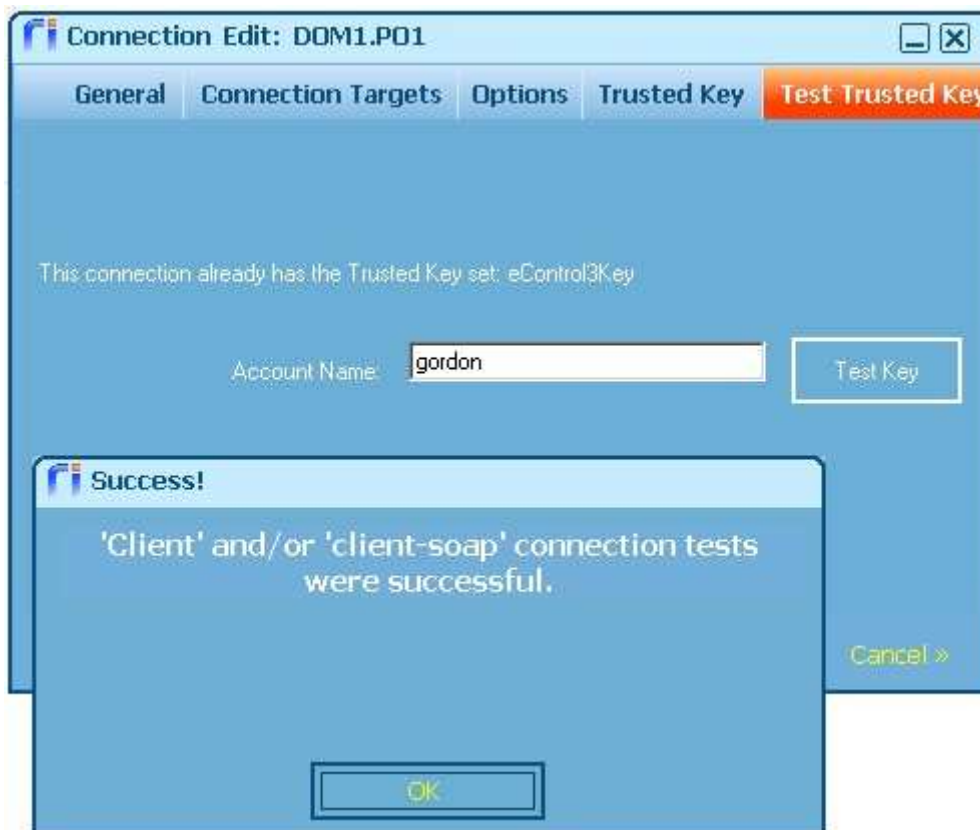 Connection Edit: DOM1.PO1
General Connection Targets Options Trusted Key Test Trusted Key
This connection already has the Trusted Key set: eControl3Key
Account Name: gordon Test Key
Success!
'Client' and/or 'client-soap' connection tests
were successful.
Cancel »
OK